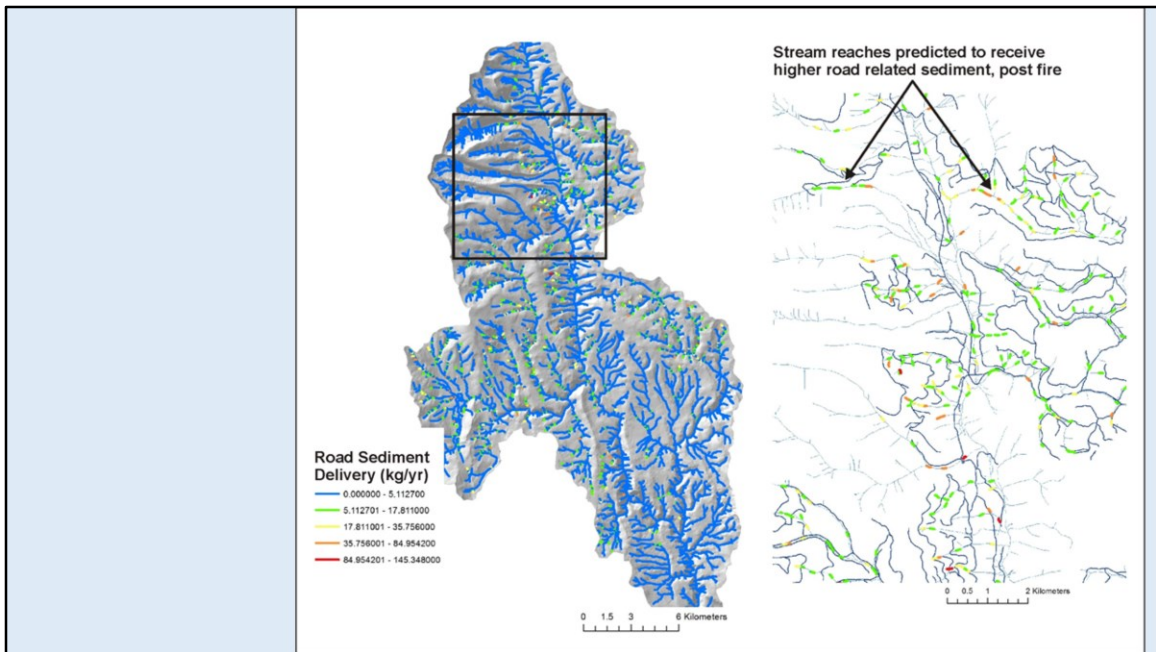 Stream reaches predicted to receive
higher road related sediment, post fire
Road Sediment
Delivery (kg/yr)
0.000000 - 5.112700
5.112701 - 17.811000
17.811001 - 35.756000
35.756001 - 84.954200
84.954201 - 145.348000
0 1.5 3 6 Kilometers
0 0.5 1 2 Kilometers